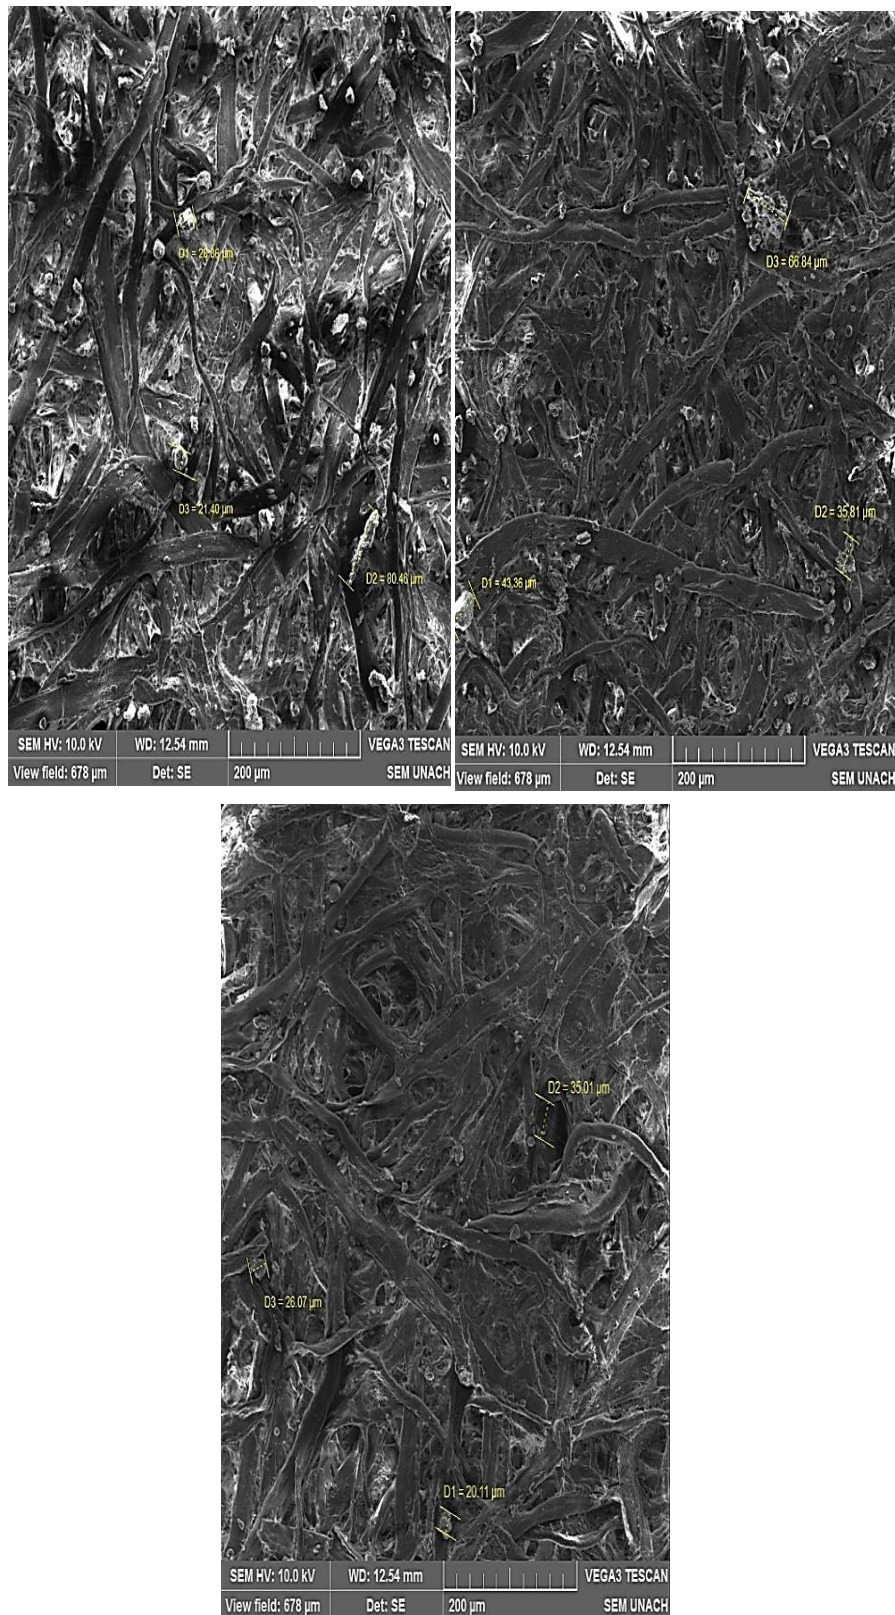 D1 = 28.86 µm
D3 = 21.40 µm
D2 = 80.46 µm
SEM HV: 10.0 kV WD: 12.54 mm VEGA3 TESCAN
View field: 678 µm Det: SE 200 µm SEM UNACH
D3 = 66.84 µm
D2 = 35.81 µm
D1 = 43.36 µm
SEM HV: 10.0 kV WD: 12.54 mm VEGA3 TESCAN
View field: 678 µm Det: SE 200 µm SEM UNACH
D2 = 35.01 µm
D3 = 26.07 µm
D1 = 20.11 µm
SEM HV: 10.0 kV WD: 12.54 mm VEGA3 TESCAN
View field: 678 µm Det: SE 200 µm SEM UNACH